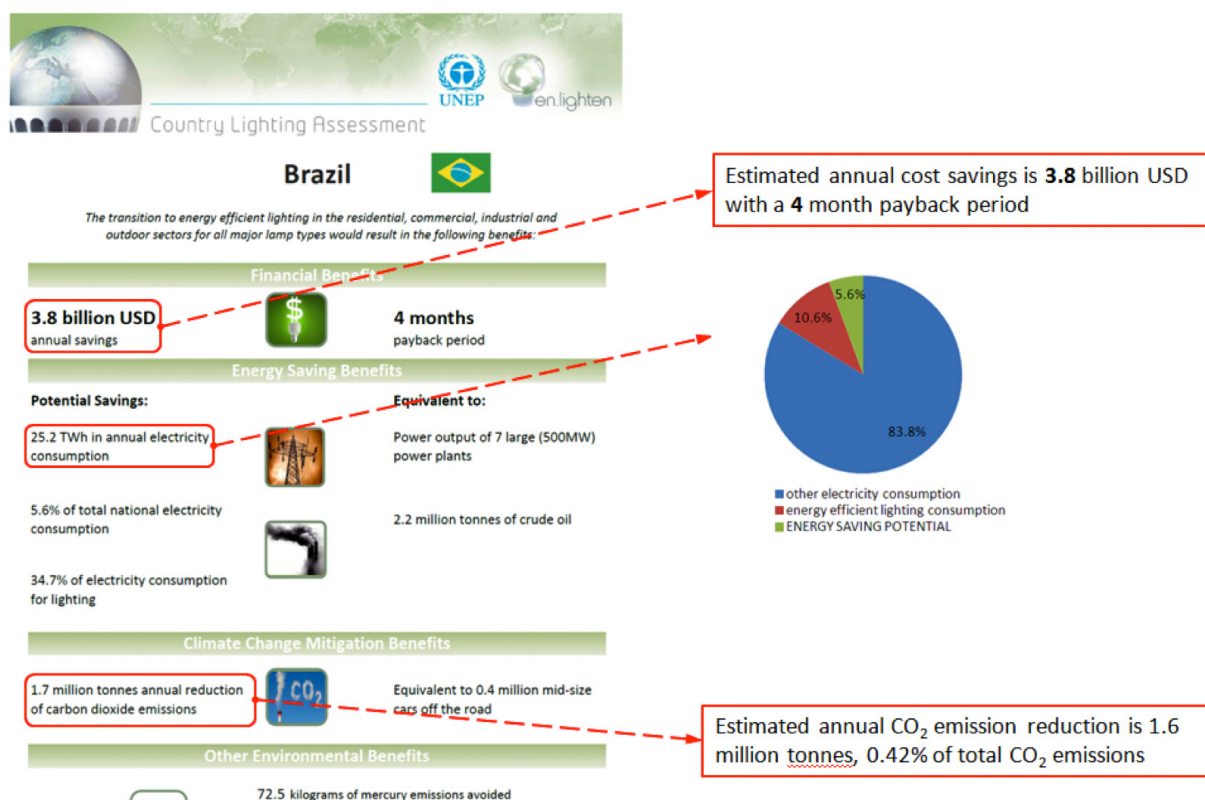 UNEP
en.lighten
Country Lighting Assessment
Brazil
The transition to energy efficient lighting in the residential, commercial, industrial and
outdoor sectors for all major lamp types would result in the following benefits:
Financial Benefits
$
3.8 billion USD
annual savings
4 months
payback period
Energy Saving Benefits
Potential Savings:
Equivalent to:
25.2 TWh in annual electricity
consumption
Power output of 7 large (500MW)
power plants
5.6% of total national electricity
consumption
2.2 million tonnes of crude oil
34.7% of electricity consumption
for lighting
Climate Change Mitigation Benefits
1.7 million tonnes annual reduction
of carbon dioxide emissions
CO₂
Equivalent to 0.4 million mid-size
cars off the road
Other Environmental Benefits
72.5 kilograms of mercury emissions avoided
Estimated annual cost savings is 3.8 billion USD
with a 4 month payback period
5.6%
10.6%
83.8%
other electricity consumption
energy efficient lighting consumption
ENERGY SAVING POTENTIAL
Estimated annual CO₂ emission reduction is 1.6
million tonnes, 0.42% of total CO₂ emissions